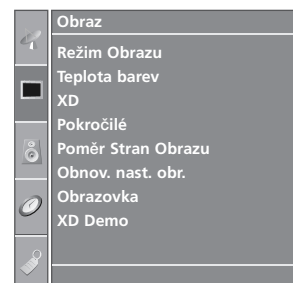 Obraz
Režim Obrazu
Teplota barev
XD
Pokročilé
Poměr Stran Obrazu
Obnov. nast. obr.
Obrazovka
XD Demo